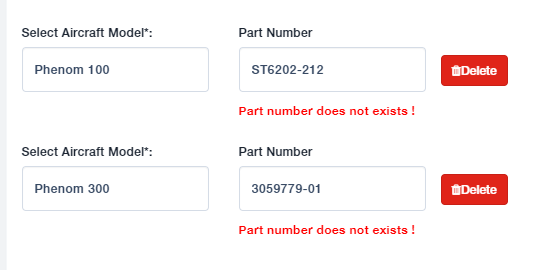 Select Aircraft Model*: Part Number
Phenom 100 ST6202-212 Delete
Part number does not exists !
Select Aircraft Model*: Part Number
Phenom 300 3059779-01 Delete
Part number does not exists !